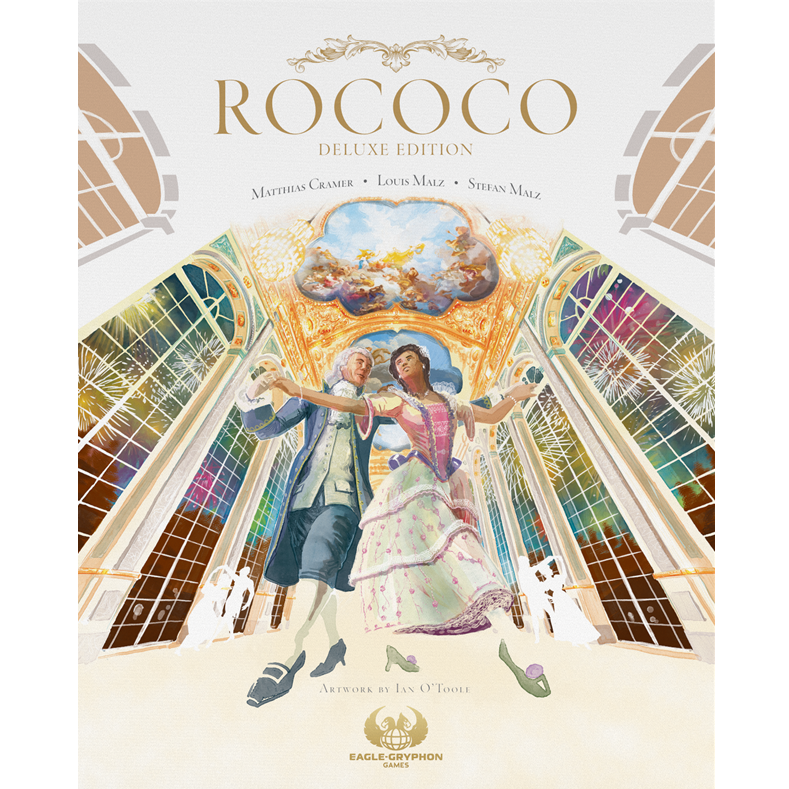 ROCOCO
DELUXE EDITION
MATTHIAS CRAMER • LOUIS MALZ • STEFAN MALZ
ARTWORK BY IAN O'TOOLE
EAGLE-GRYPHON
GAMES